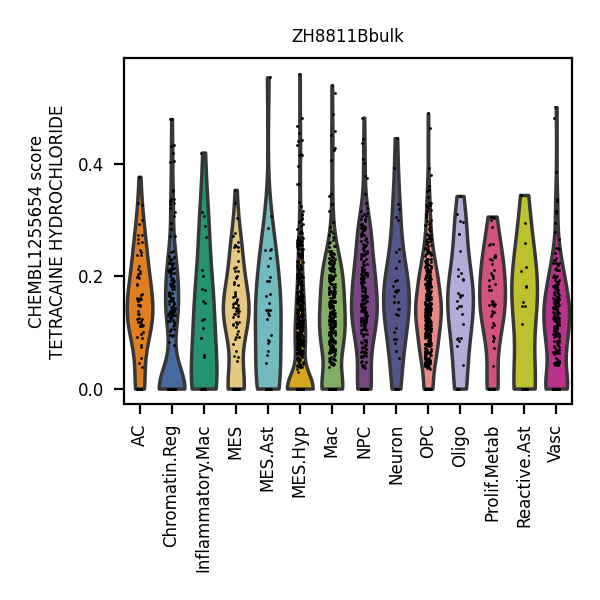 ZH8811Bbulk
CHEMBL1255654 score
TETRACAINE HYDROCHLORIDE
0.4
0.2
0.0
AC
Chromatin.Reg
Inflammatory.Mac
MES
MES.Ast
MES.Hyp
Mac
NPC
Neuron
OPC
Oligo
Prolif.Metab
Reactive.Ast
Vasc